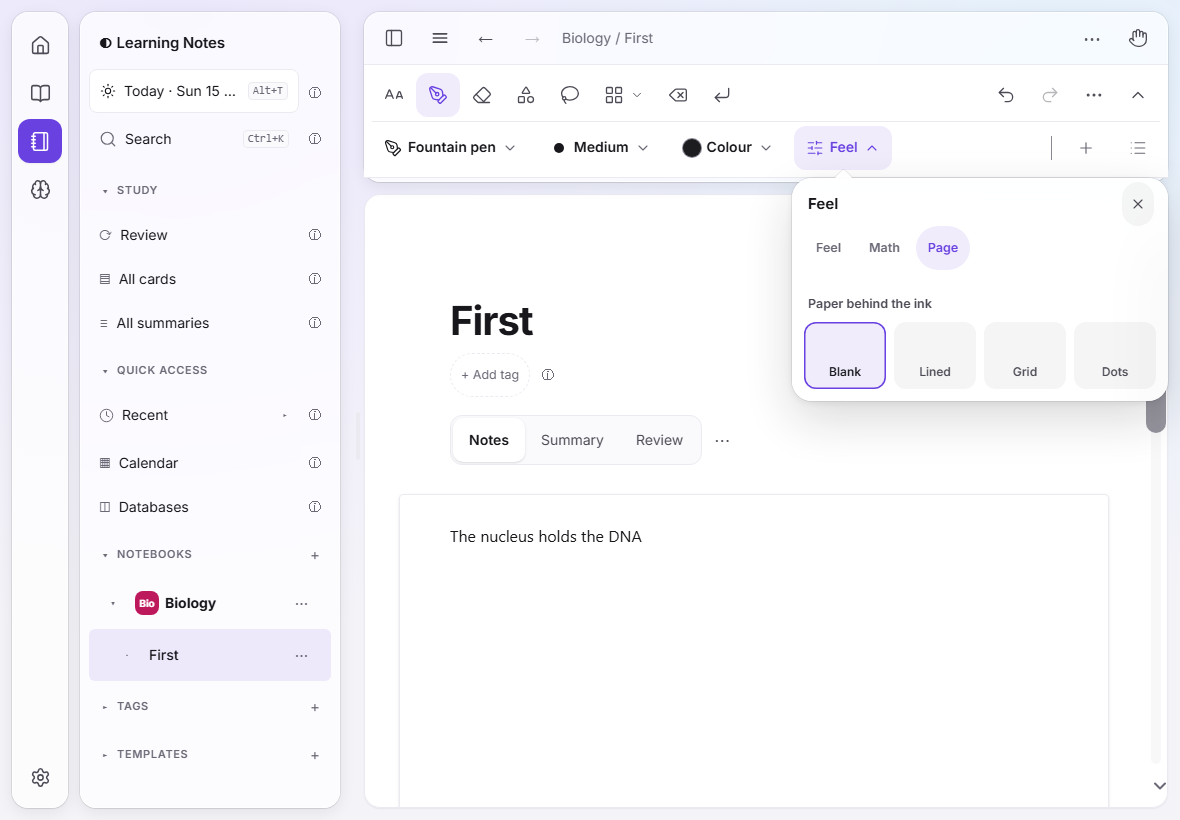 Learning Notes
Today · Sun 15 ... Alt+T
Search Ctrl+K
STUDY
Review
All cards
All summaries
QUICK ACCESS
Recent
Calendar
Databases
NOTEBOOKS
Bio Biology
First
TAGS
TEMPLATES
Biology / First
AA
Fountain pen Medium Colour Feel
Feel
Feel Math Page
Paper behind the ink
Blank Lined Grid Dots
First
+ Add tag
Notes Summary Review
The nucleus holds the DNA